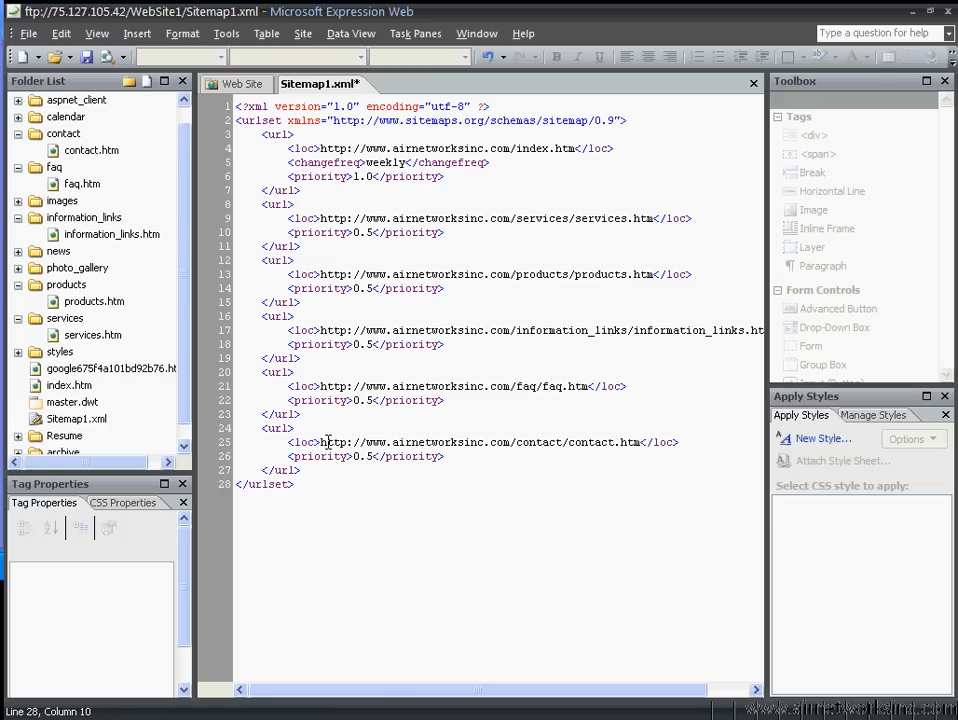 ftp://75.127.105.42/WebSite1/Sitemap1.xml - Microsoft Expression Web
File Edit View Insert Format Tools Table Site Data View Task Panes Window Help
Type a question for help
Folder List
Web Site Sitemap1.xml*
Toolbox
aspnet_client
calendar
contact
contact.htm
faq
faq.htm
images
information_links
information_links.htm
news
photo_gallery
products
products.htm
services
services.htm
styles
google675f4a101bd92b76.ht
index.htm
master.dwt
Sitemap1.xml
Resume
archive
1 <?xml version="1.0" encoding="utf-8" ?>
2 <urlset xmlns="http://www.sitemaps.org/schemas/sitemap/0.9">
3 <url>
4 <loc>http://www.airnetworksinc.com/index.htm</loc>
5 <changefreq>weekly</changefreq>
6 <priority>1.0</priority>
7 </url>
8 <url>
9 <loc>http://www.airnetworksinc.com/services/services.htm</loc>
10 <priority>0.5</priority>
11 </url>
12 <url>
13 <loc>http://www.airnetworksinc.com/products/products.htm</loc>
14 <priority>0.5</priority>
15 </url>
16 <url>
17 <loc>http://www.airnetworksinc.com/information_links/information_links.ht
18 <priority>0.5</priority>
19 </url>
20 <url>
21 <loc>http://www.airnetworksinc.com/faq/faq.htm</loc>
22 <priority>0.5</priority>
23 </url>
24 <url>
25 <loc>http://www.airnetworksinc.com/contact/contact.htm</loc>
26 <priority>0.5</priority>
27 </url>
28 </urlset>
Tags
<div>
<span>
Break
Horizontal Line
Image
Inline Frame
Layer
Paragraph
Form Controls
Advanced Button
Drop-Down Box
Form
Group Box
Apply Styles
Apply Styles Manage Styles
New Style...
Options
Attach Style Sheet...
Select CSS style to apply:
Tag Properties
Tag Properties CSS Properties
Line 28, Column 10
www.airnetworksinc.com